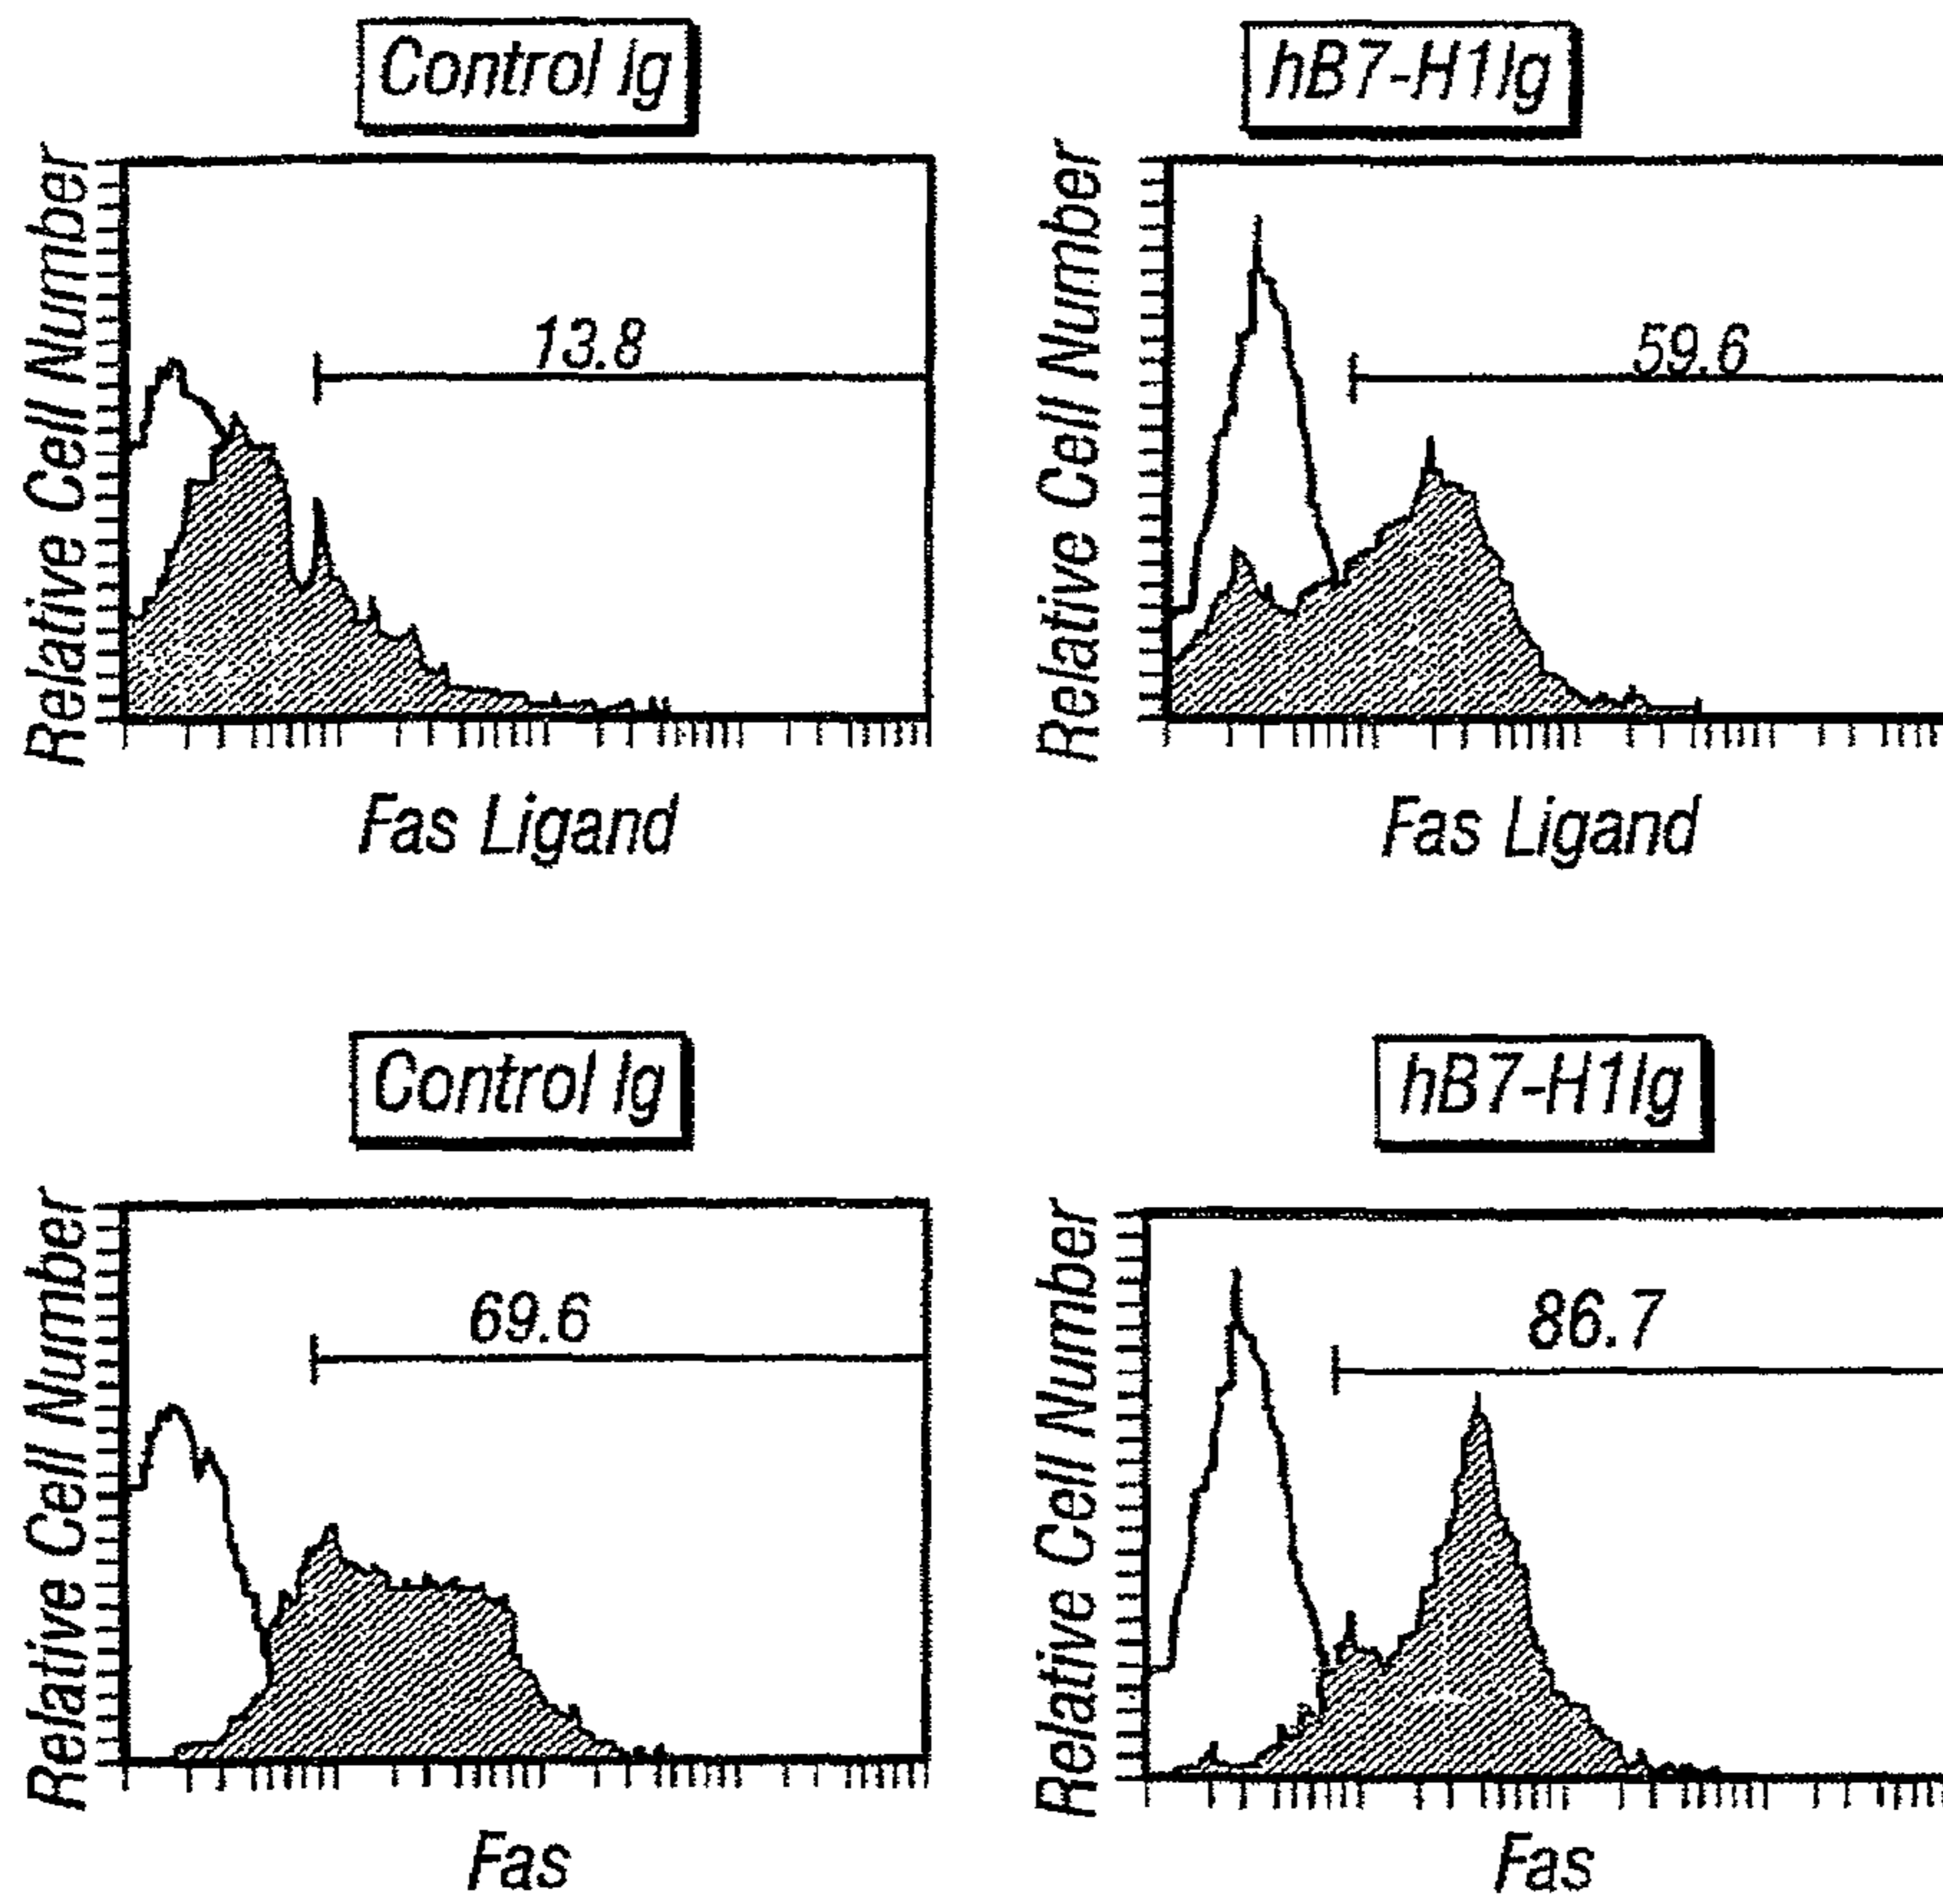 Control Ig
hB7-H1Ig
Relative Cell Number
13.8
Relative Cell Number
59.6
Fas Ligand
Fas Ligand
Control Ig
hB7-H1Ig
Relative Cell Number
69.6
Relative Cell Number
86.7
Fas
Fas